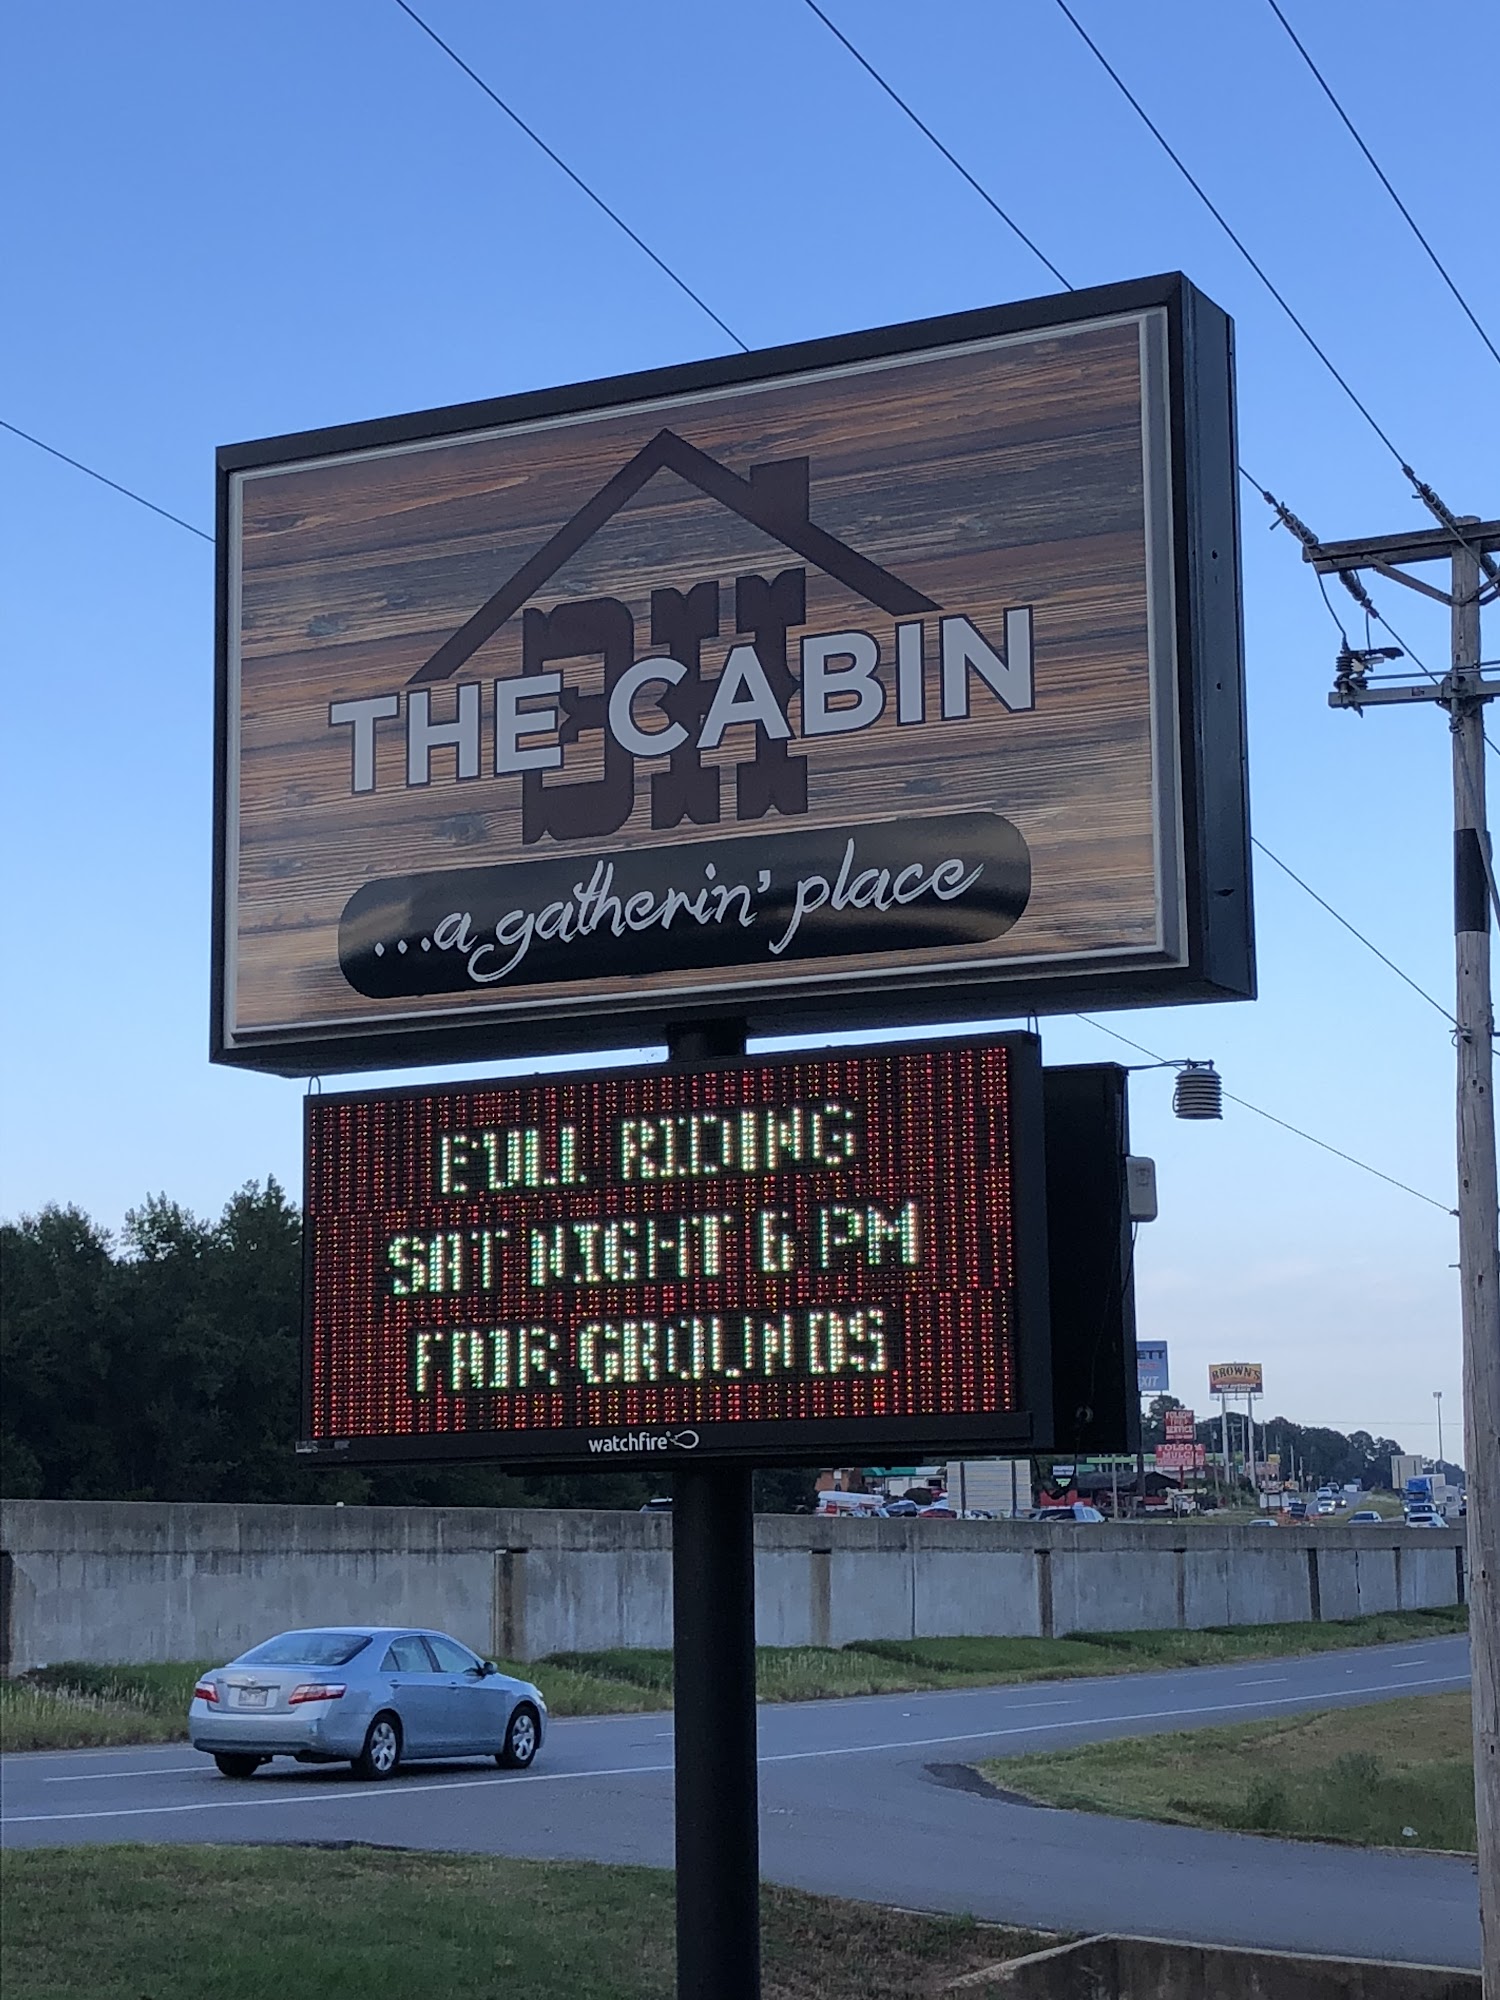 THE CABIN
...a gatherin' place
BULL RIDING
SAT NIGHT 6 PM
FAIR GROUNDS
watchfire
BROWN'S